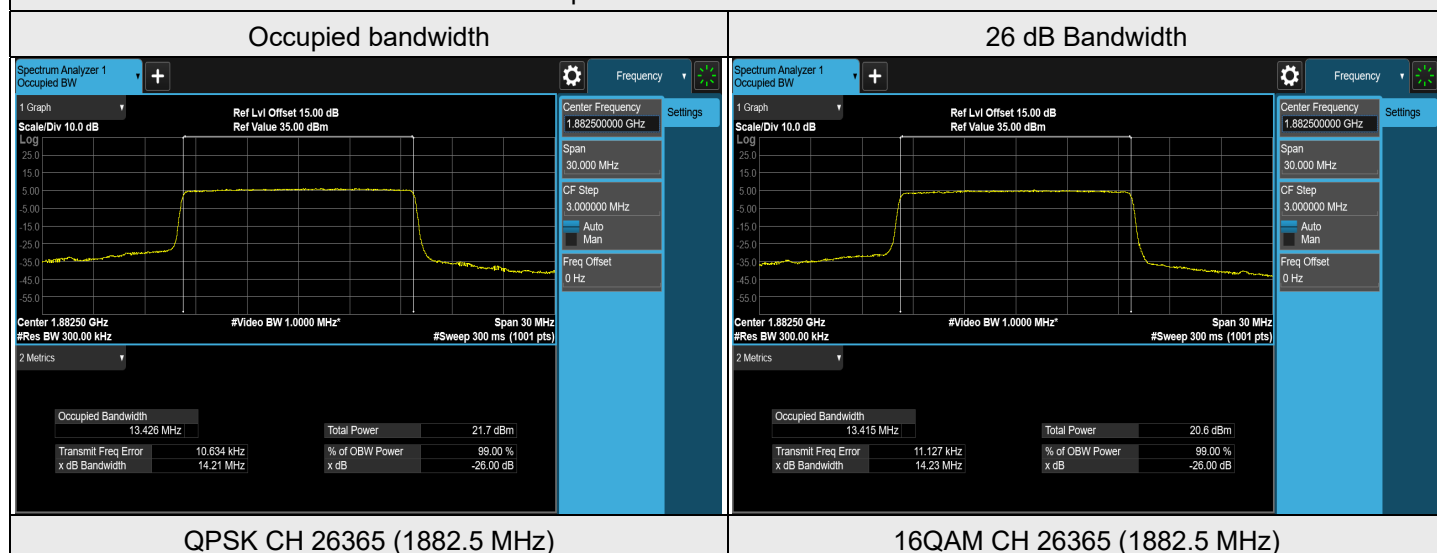 Occupied bandwidth
26 dB Bandwidth
Spectrum Analyzer 1
Occupied BW
+
Frequency
1 Graph
Scale/Div 10.0 dB
Ref Lvl Offset 15.00 dB
Ref Value 35.00 dBm
Log
25.0
15.0
5.00
-5.00
-15.0
-25.0
-35.0
-45.0
-55.0
Center 1.88250 GHz
#Video BW 1.0000 MHz*
Span 30 MHz
#Res BW 300.00 kHz
#Sweep 300 ms (1001 pts)
Center Frequency
1.882500000 GHz
Settings
Span
30.000 MHz
CF Step
3.000000 MHz
Auto
Man
Freq Offset
0 Hz
2 Metrics
Occupied Bandwidth
13.426 MHz
Total Power 21.7 dBm
Transmit Freq Error 10.634 kHz
% of OBW Power 99.00 %
x dB Bandwidth 14.21 MHz
x dB -26.00 dB
Spectrum Analyzer 1
Occupied BW
+
Frequency
1 Graph
Scale/Div 10.0 dB
Ref Lvl Offset 15.00 dB
Ref Value 35.00 dBm
Log
25.0
15.0
5.00
-5.00
-15.0
-25.0
-35.0
-45.0
-55.0
Center 1.88250 GHz
#Video BW 1.0000 MHz*
Span 30 MHz
#Res BW 300.00 kHz
#Sweep 300 ms (1001 pts)
Center Frequency
1.882500000 GHz
Settings
Span
30.000 MHz
CF Step
3.000000 MHz
Auto
Man
Freq Offset
0 Hz
2 Metrics
Occupied Bandwidth
13.415 MHz
Total Power 20.6 dBm
Transmit Freq Error 11.127 kHz
% of OBW Power 99.00 %
x dB Bandwidth 14.23 MHz
x dB -26.00 dB
QPSK CH 26365 (1882.5 MHz)
16QAM CH 26365 (1882.5 MHz)